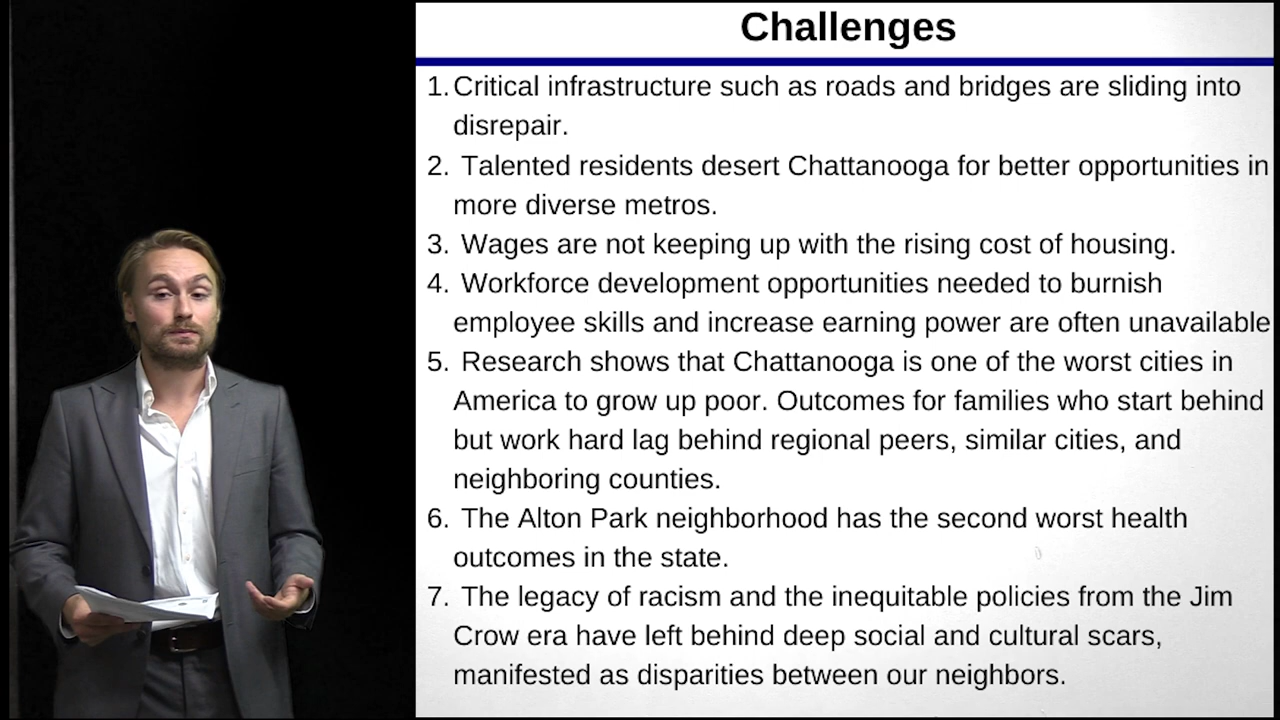 Challenges
1. Critical infrastructure such as roads and bridges are sliding into
disrepair.
2. Talented residents desert Chattanooga for better opportunities in
more diverse metros.
3. Wages are not keeping up with the rising cost of housing.
4. Workforce development opportunities needed to burnish
employee skills and increase earning power are often unavailable
5. Research shows that Chattanooga is one of the worst cities in
America to grow up poor. Outcomes for families who start behind
but work hard lag behind regional peers, similar cities, and
neighboring counties.
6. The Alton Park neighborhood has the second worst health
outcomes in the state.
7. The legacy of racism and the inequitable policies from the Jim
Crow era have left behind deep social and cultural scars,
manifested as disparities between our neighbors.